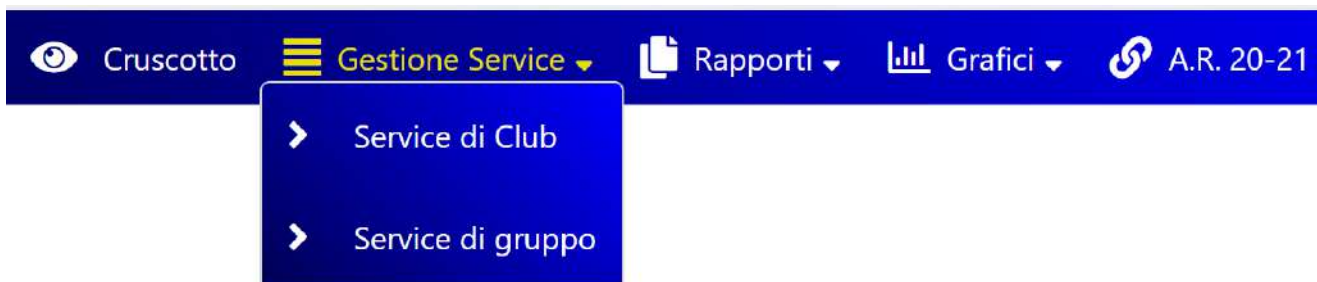 Cruscotto Gestione Service Rapporti Grafici A.R. 20-21
Service di Club
Service di gruppo